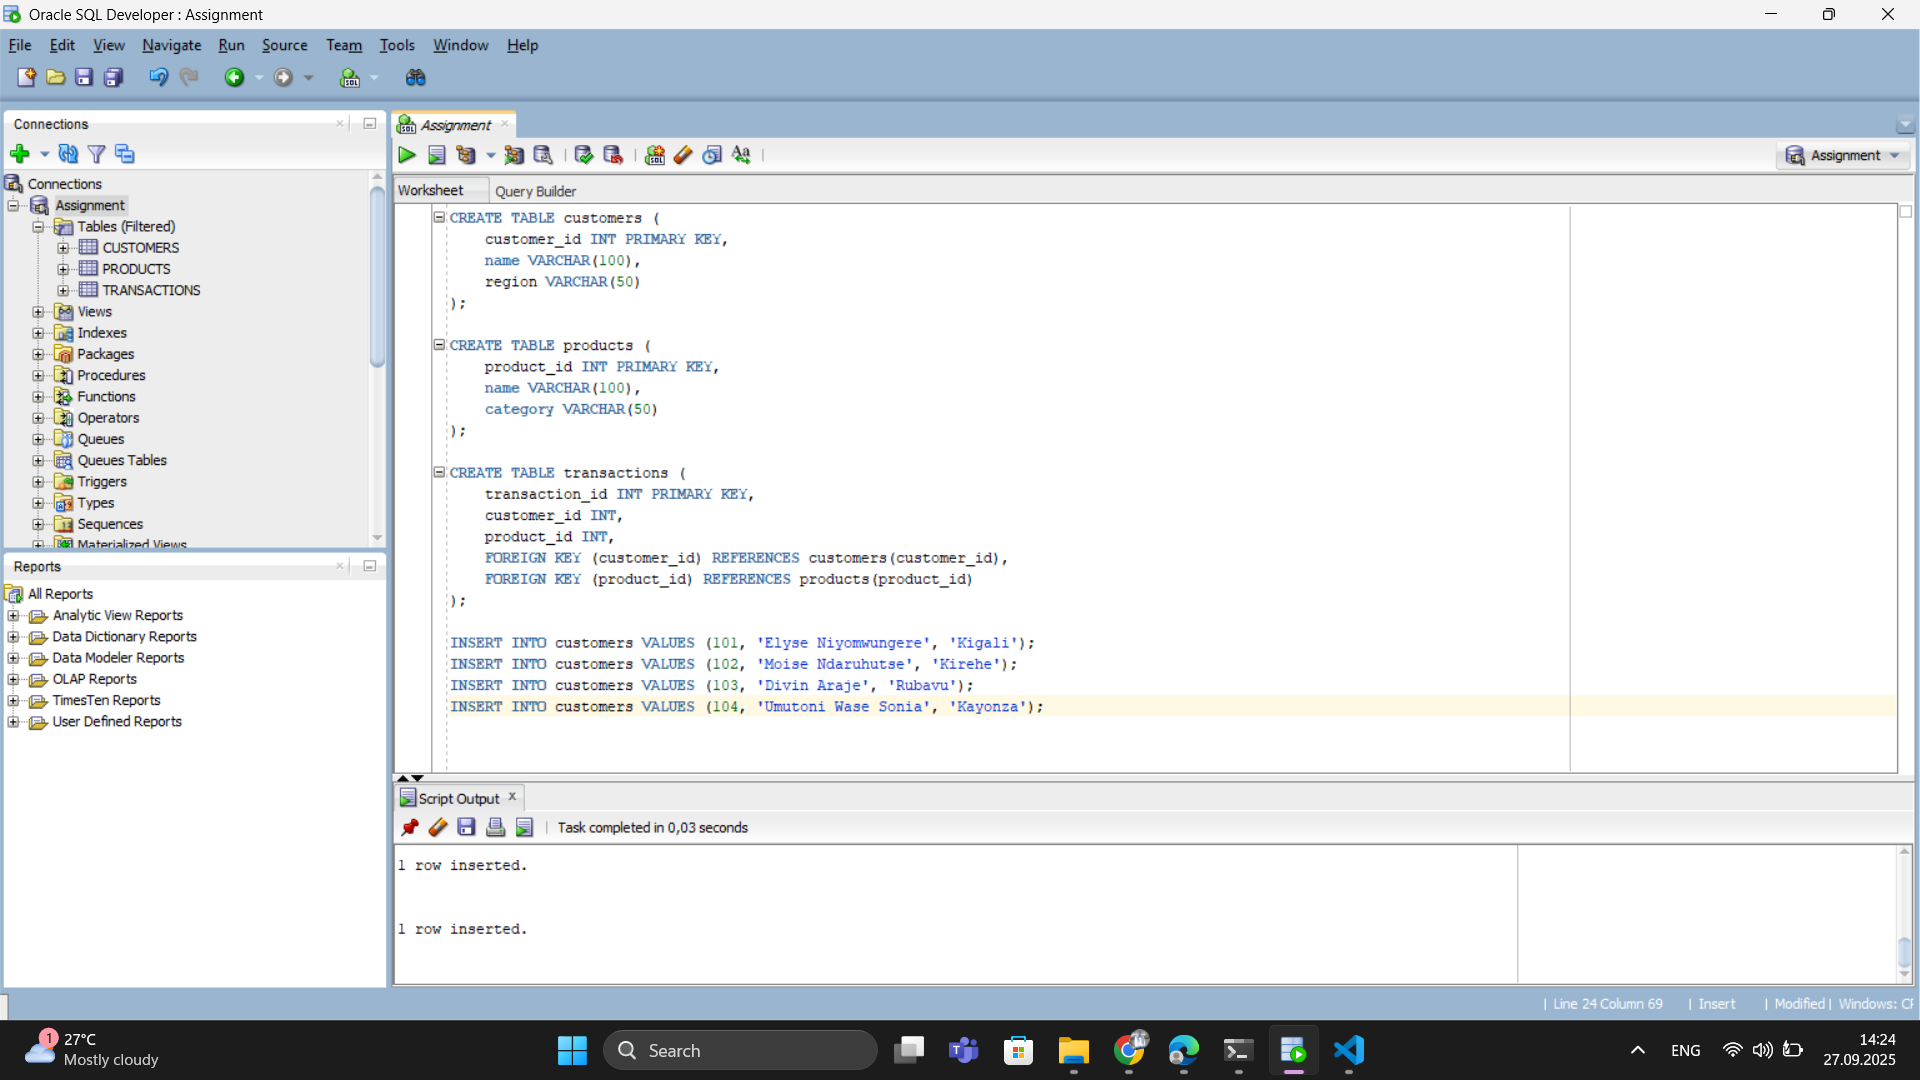 Oracle SQL Developer : Assignment
File Edit View Navigate Run Source Team Tools Window Help
Connections
Connections
Assignment
Tables (Filtered)
CUSTOMERS
PRODUCTS
TRANSACTIONS
Views
Indexes
Packages
Procedures
Functions
Operators
Queues
Queues Tables
Triggers
Types
Sequences
Materialized Views
Reports
All Reports
Analytic View Reports
Data Dictionary Reports
Data Modeler Reports
OLAP Reports
TimesTen Reports
User Defined Reports
Assignment
Assignment
Worksheet Query Builder
CREATE TABLE customers (
customer_id INT PRIMARY KEY,
name VARCHAR(100),
region VARCHAR(50)
);
CREATE TABLE products (
product_id INT PRIMARY KEY,
name VARCHAR(100),
category VARCHAR(50)
);
CREATE TABLE transactions (
transaction_id INT PRIMARY KEY,
customer_id INT,
product_id INT,
FOREIGN KEY (customer_id) REFERENCES customers(customer_id),
FOREIGN KEY (product_id) REFERENCES products(product_id)
);
INSERT INTO customers VALUES (101, 'Elyse Niyomwungere', 'Kigali');
INSERT INTO customers VALUES (102, 'Moise Ndaruhutse', 'Kirehe');
INSERT INTO customers VALUES (103, 'Divin Araje', 'Rubavu');
INSERT INTO customers VALUES (104, 'Umutoni Wase Sonia', 'Kayonza');
Script Output
Task completed in 0,03 seconds
1 row inserted.
1 row inserted.
Line 24 Column 69 | Insert | Modified | Windows: CF
1
27°C
Mostly cloudy
Search
ENG
14:24
27.09.2025